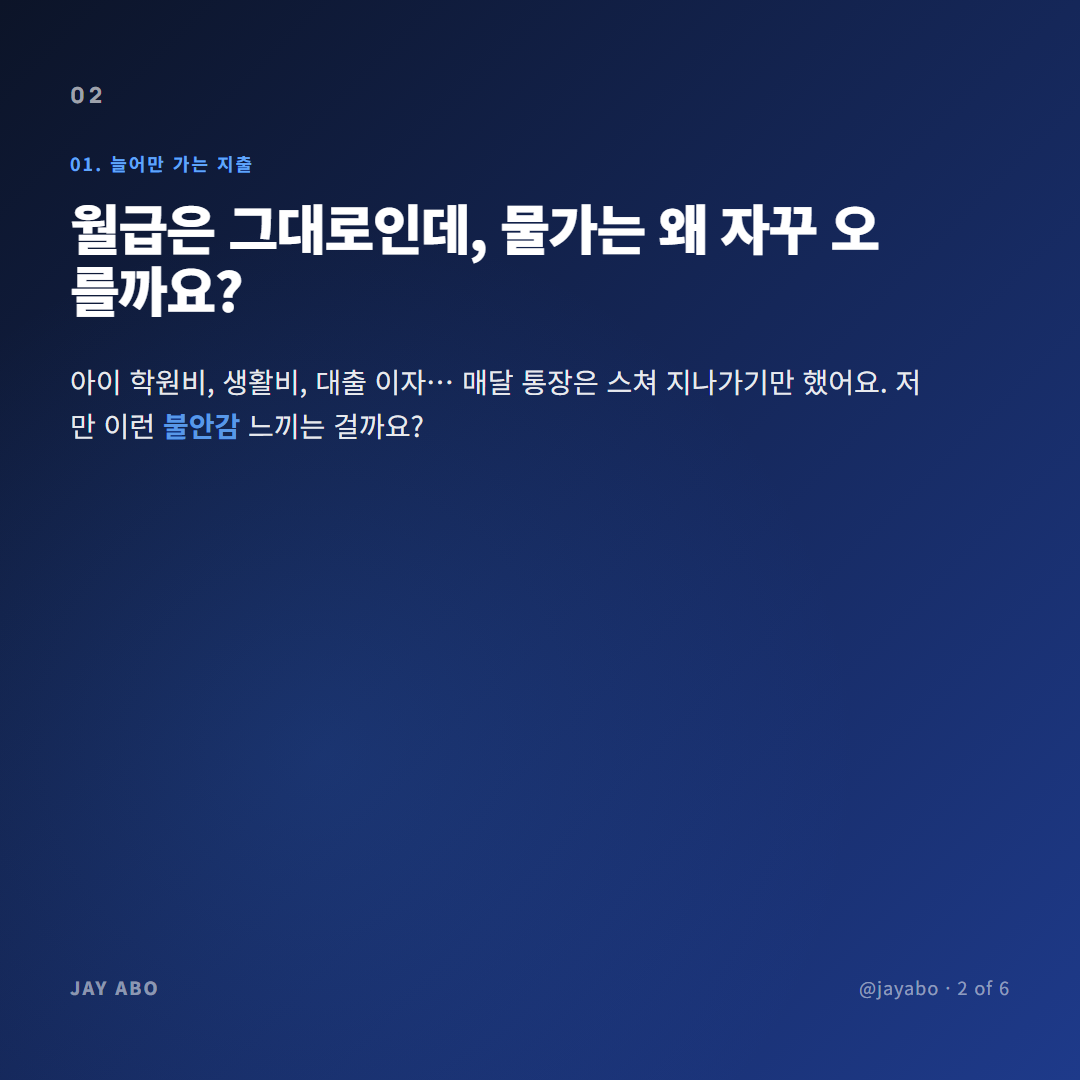 02
01. 늘어만 가는 지출
월급은 그대로인데, 물가는 왜 자꾸 오
를까요?
아이 학원비, 생활비, 대출 이자… 매달 통장은 스쳐 지나가기만 했어요. 저
만 이런 불안감 느끼는 걸까요?
JAY ABO
@jayabo · 2 of 6